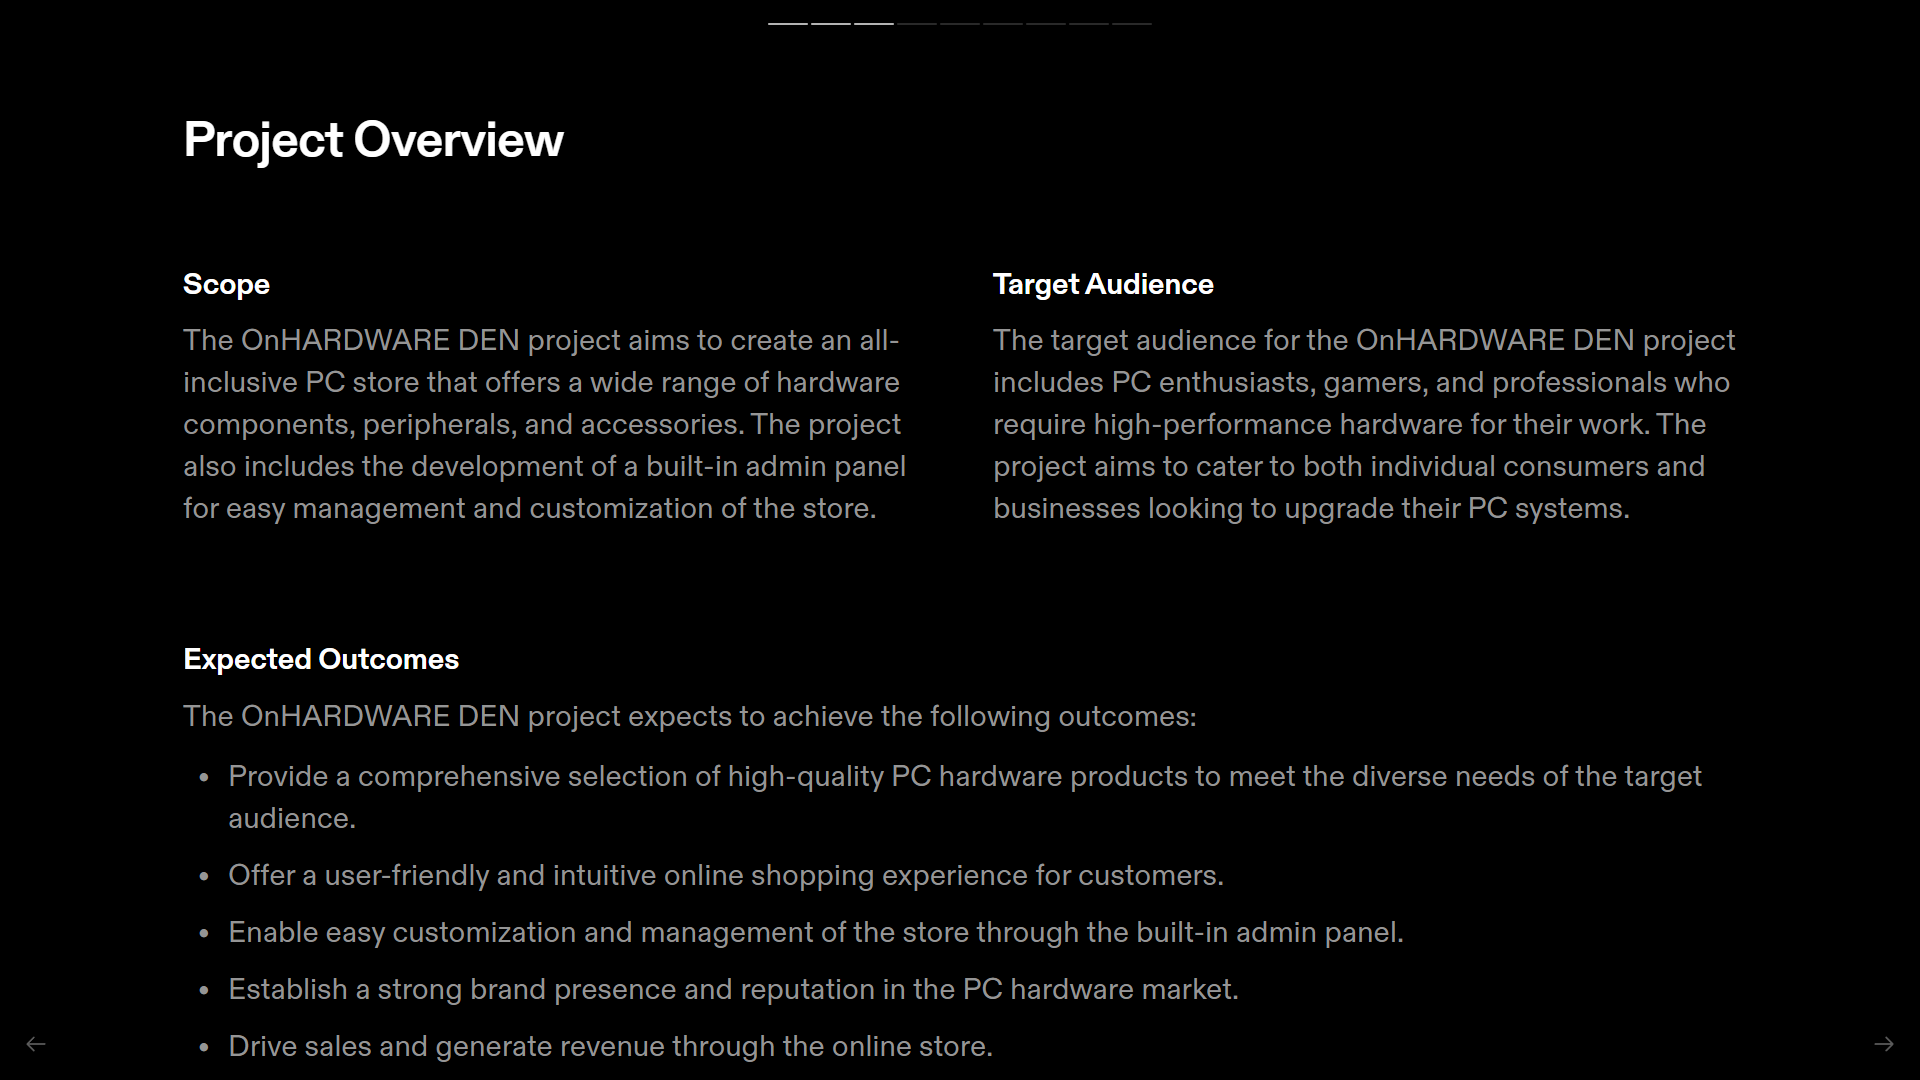 Project Overview
Scope
The OnHARDWARE DEN project aims to create an all-
inclusive PC store that offers a wide range of hardware
components, peripherals, and accessories. The project
also includes the development of a built-in admin panel
for easy management and customization of the store.
Target Audience
The target audience for the OnHARDWARE DEN project
includes PC enthusiasts, gamers, and professionals who
require high-performance hardware for their work. The
project aims to cater to both individual consumers and
businesses looking to upgrade their PC systems.
Expected Outcomes
The OnHARDWARE DEN project expects to achieve the following outcomes:
• Provide a comprehensive selection of high-quality PC hardware products to meet the diverse needs of the target
audience.
• Offer a user-friendly and intuitive online shopping experience for customers.
• Enable easy customization and management of the store through the built-in admin panel.
• Establish a strong brand presence and reputation in the PC hardware market.
• Drive sales and generate revenue through the online store.